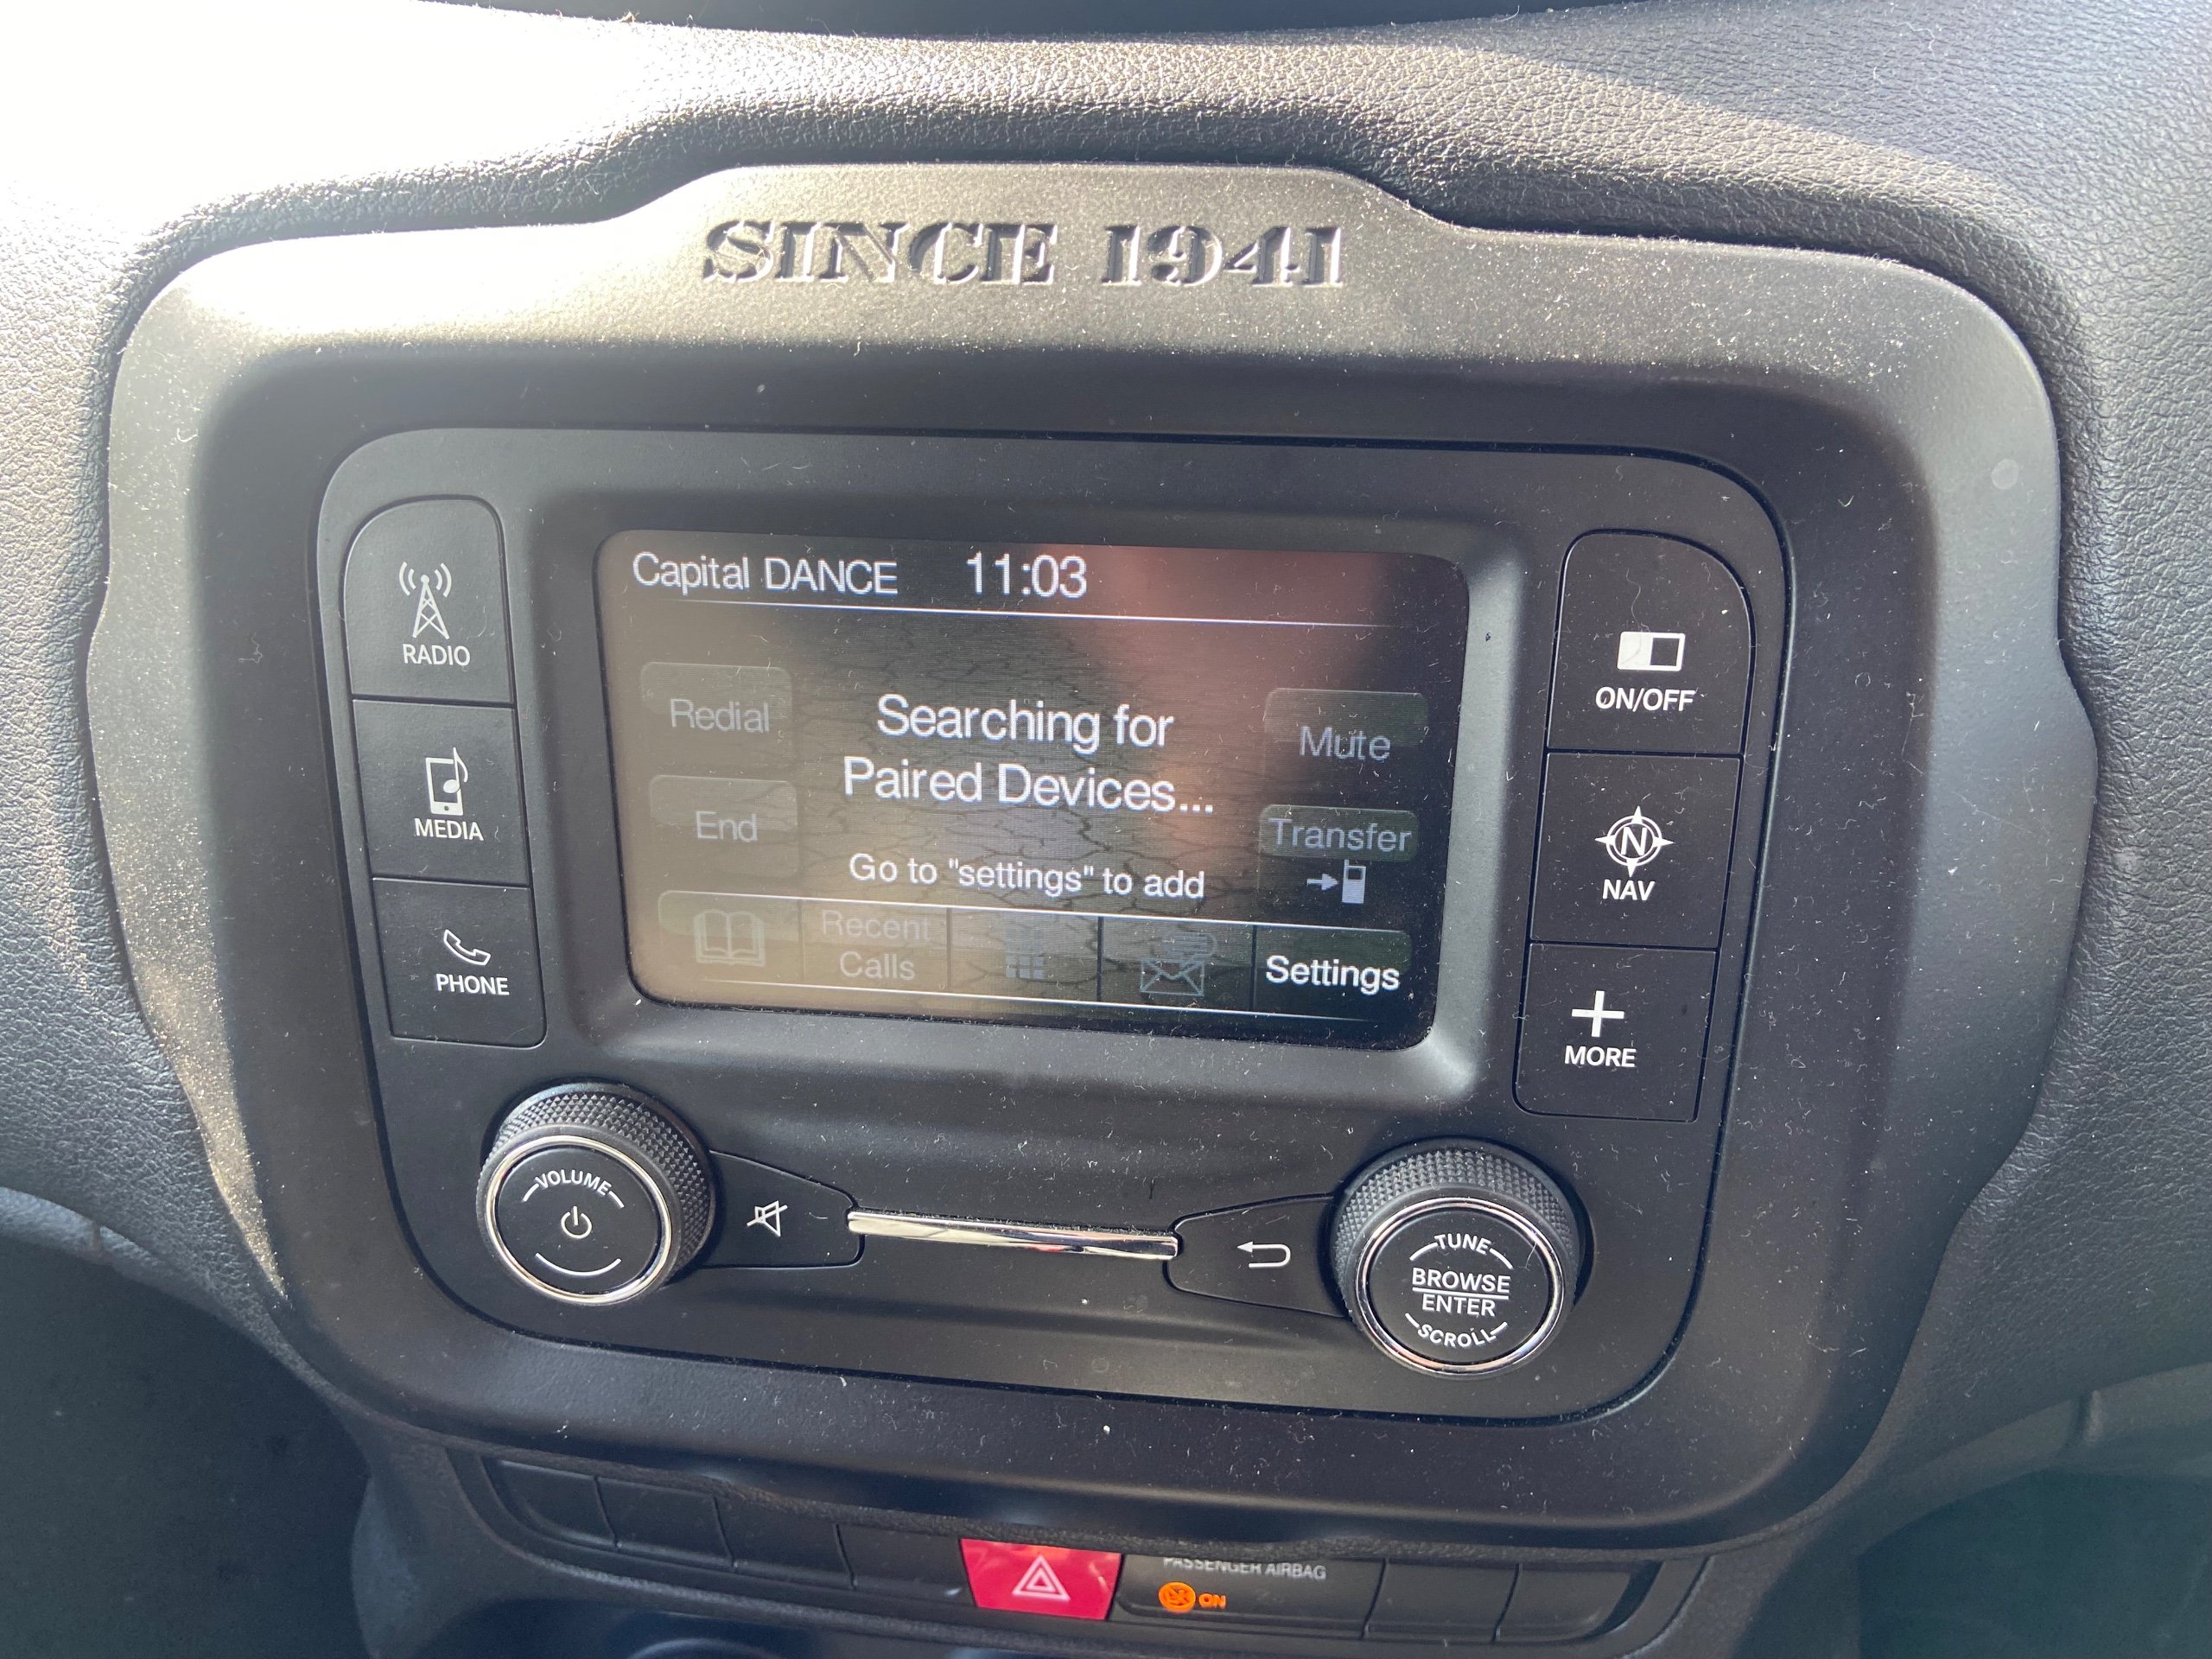 SINCE 1941
Capital DANCE 11:03
RADIO
MEDIA
PHONE
Redial
End
Searching for
Paired Devices...
Go to "settings" to add
Mute
Transfer
Recent
Calls
Settings
ON/OFF
N
NAV
MORE
VOLUME
TUNE
BROWSE
ENTER
SCROLL
PASSENGER AIRBAG
ON